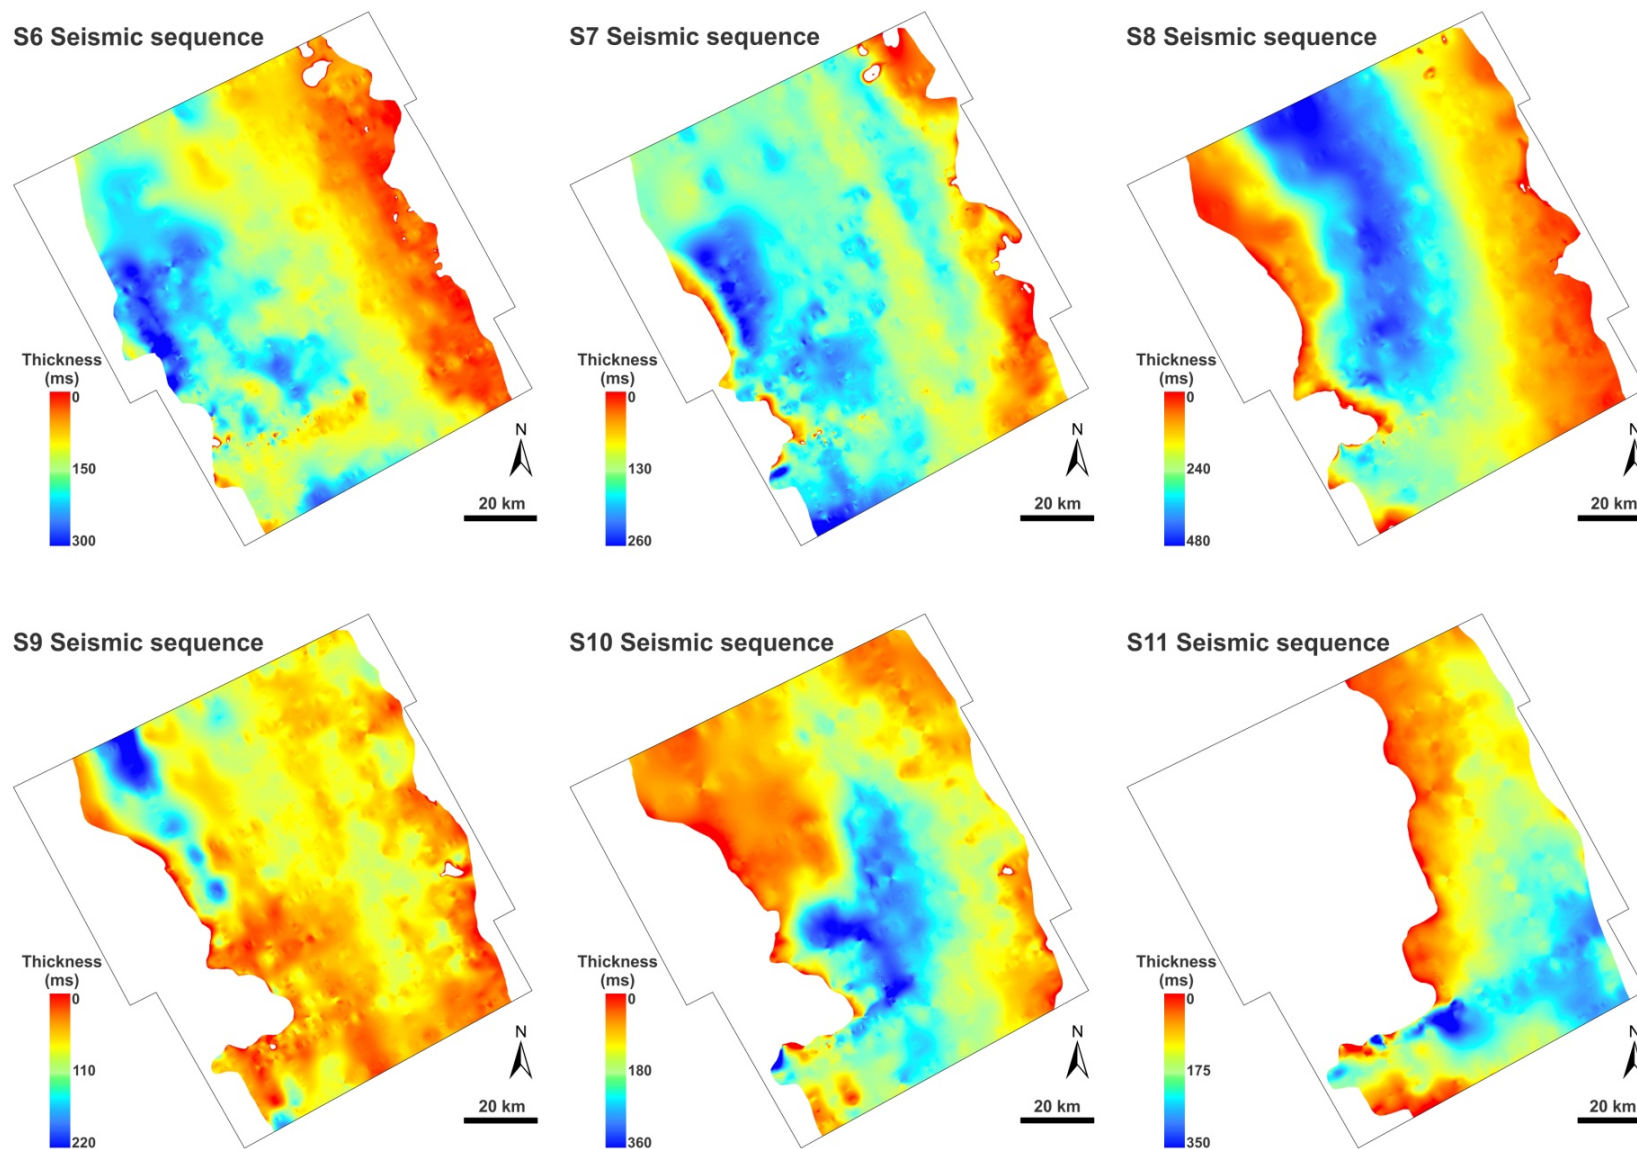 S6 Seismic sequence
S7 Seismic sequence
S8 Seismic sequence
Thickness
(ms)
0
150
300
N
20 km
Thickness
(ms)
0
130
260
N
20 km
Thickness
(ms)
0
240
480
N
20 km
S9 Seismic sequence
S10 Seismic sequence
S11 Seismic sequence
Thickness
(ms)
0
110
220
N
20 km
Thickness
(ms)
0
180
360
N
20 km
Thickness
(ms)
0
175
350
N
20 km